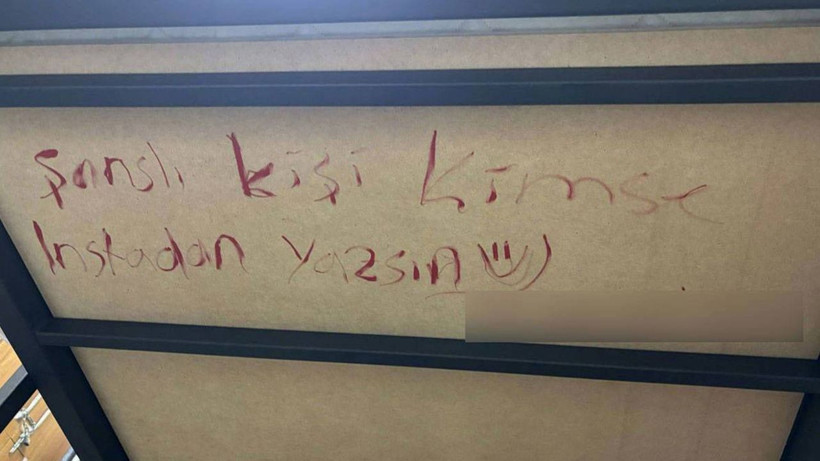 Şanslı kişi kimse
Instadan yazsın :)